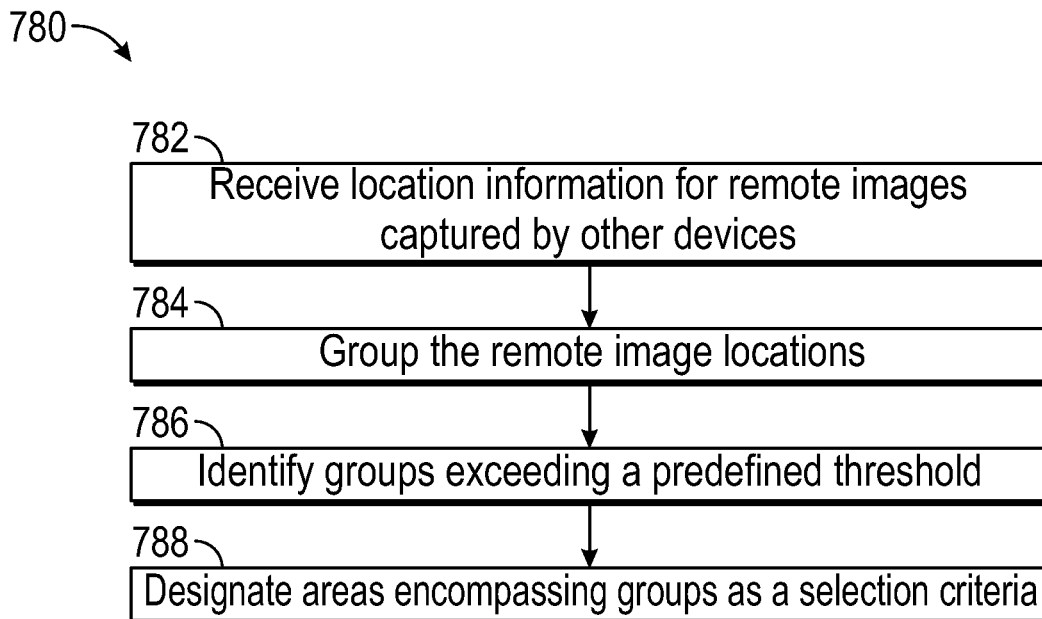 780
782
Receive location information for remote images
captured by other devices
784
Group the remote image locations
786
Identify groups exceeding a predefined threshold
788
Designate areas encompassing groups as a selection criteria